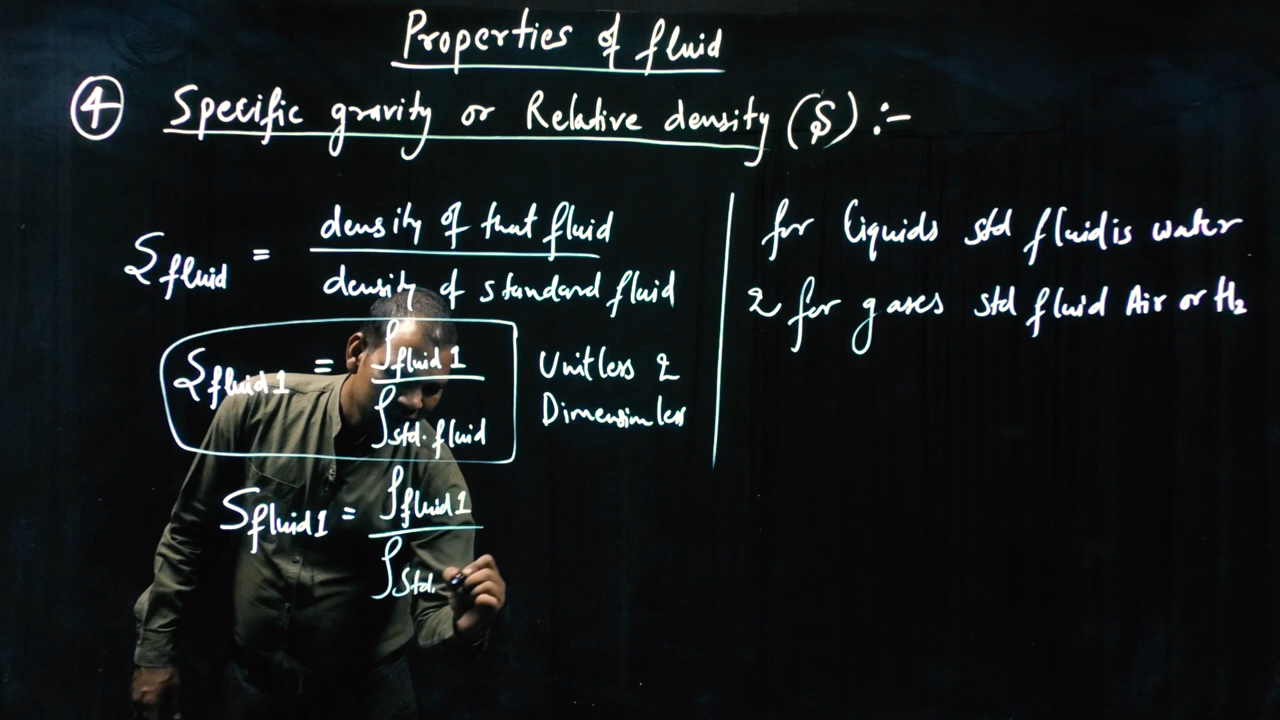 Properties of fluid
4 Specific gravity or Relative density (S) :-
S fluid = density of that fluid / density of standard fluid
S fluid 1 = ρ fluid 1 / ρ std. fluid
Unitless &
Dimensionless
S fluid 1 = ρ fluid 1 / ρ Std.
for liquids std fluid is water
& for gases std fluid Air or H₂